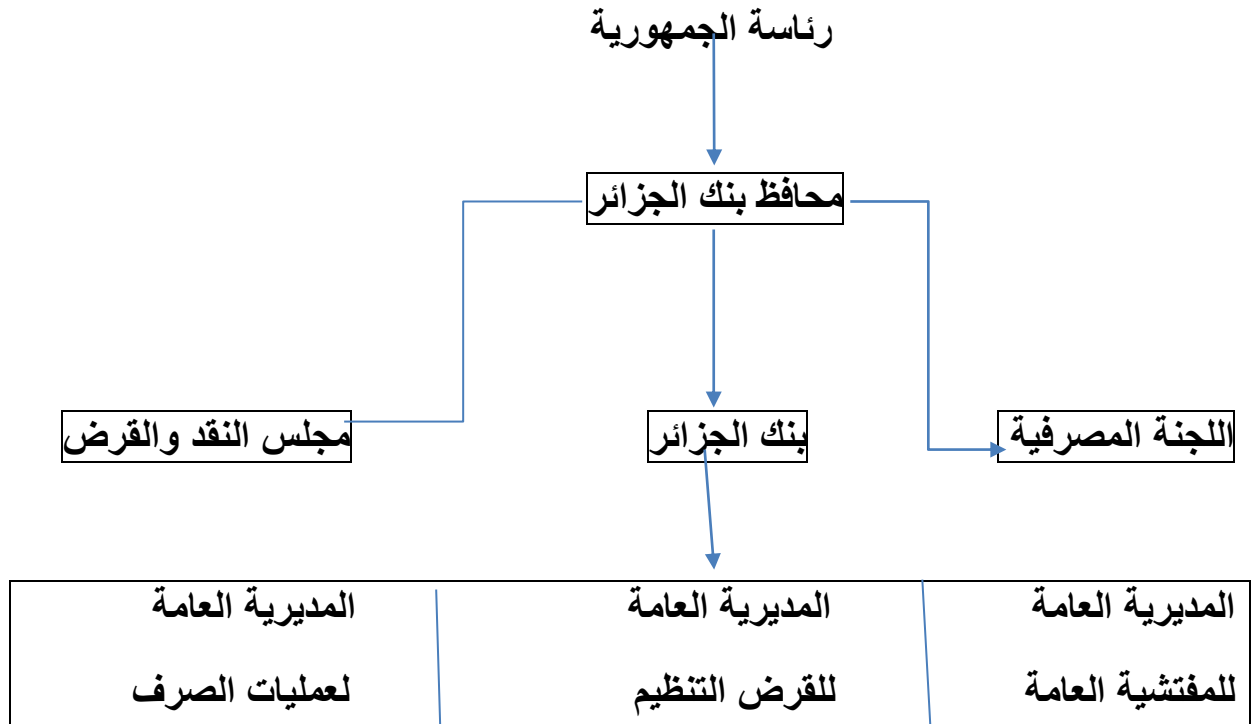 رئاسة الجمهورية
محافظ بنك الجزائر
اللجنة المصرفية
بنك الجزائر
مجلس النقد والقرض
المديرية العامة
للمفتشية العامة
المديرية العامة
للقرض التنظيم
المديرية العامة
لعمليات الصرف